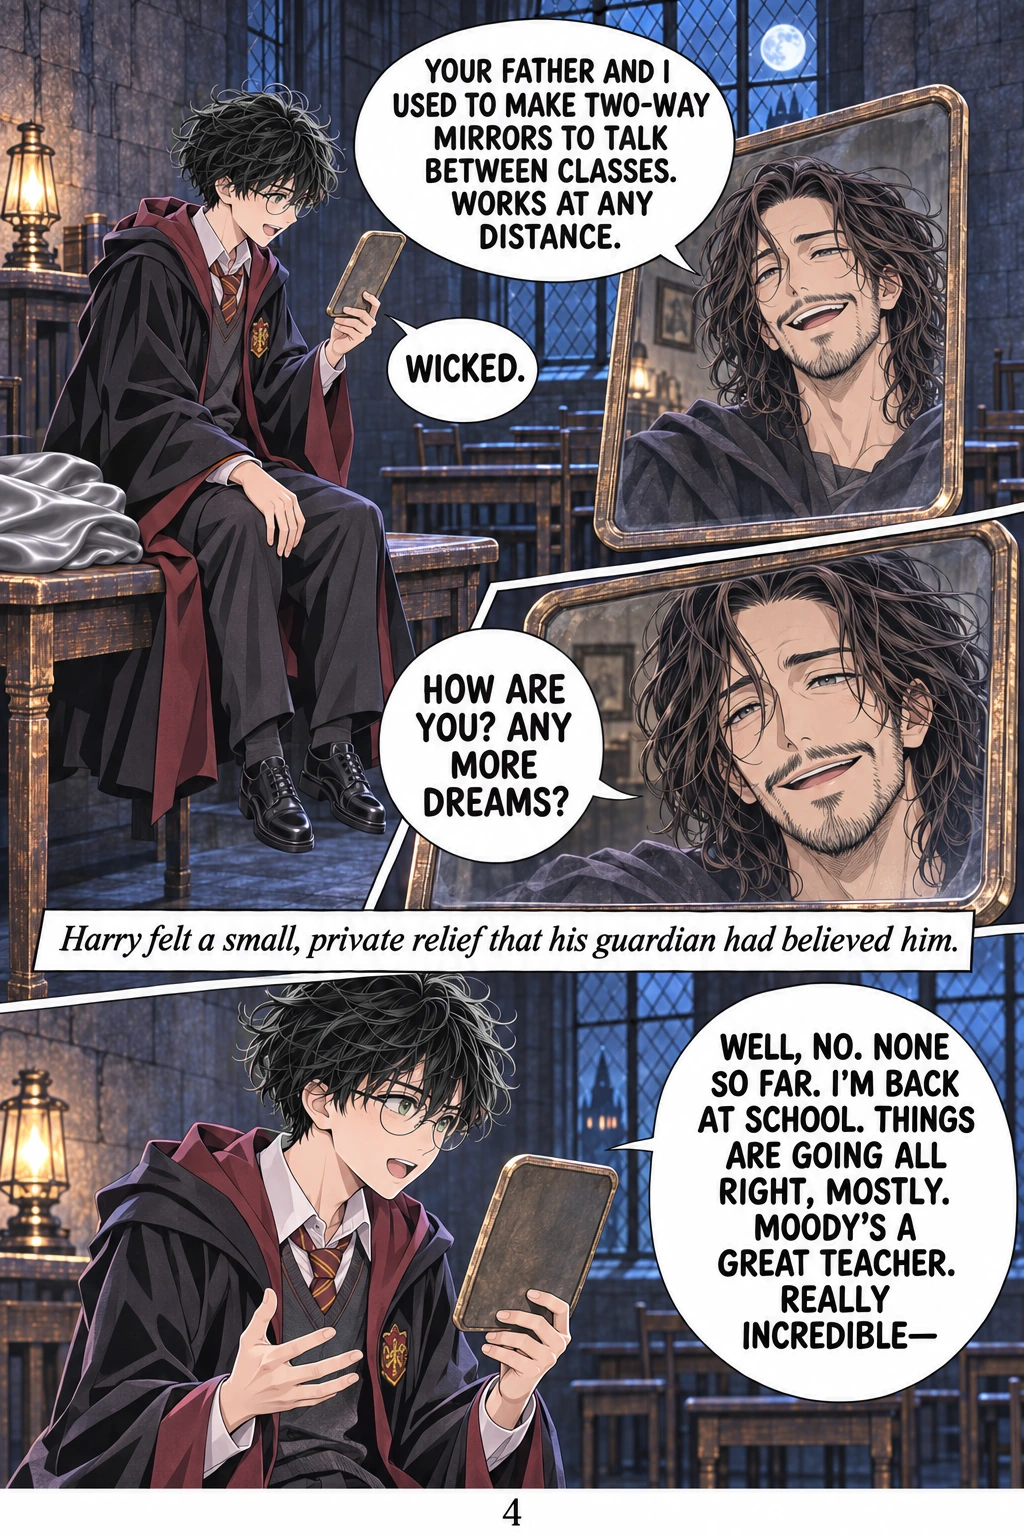 YOUR FATHER AND I
USED TO MAKE TWO-WAY
MIRRORS TO TALK
BETWEEN CLASSES.
WORKS AT ANY
DISTANCE.
WICKED.
HOW ARE
YOU? ANY
MORE
DREAMS?
Harry felt a small, private relief that his guardian had believed him.
WELL, NO. NONE
SO FAR. I'M BACK
AT SCHOOL. THINGS
ARE GOING ALL
RIGHT, MOSTLY.
MOODY'S A
GREAT TEACHER.
REALLY
INCREDIBLE—
4